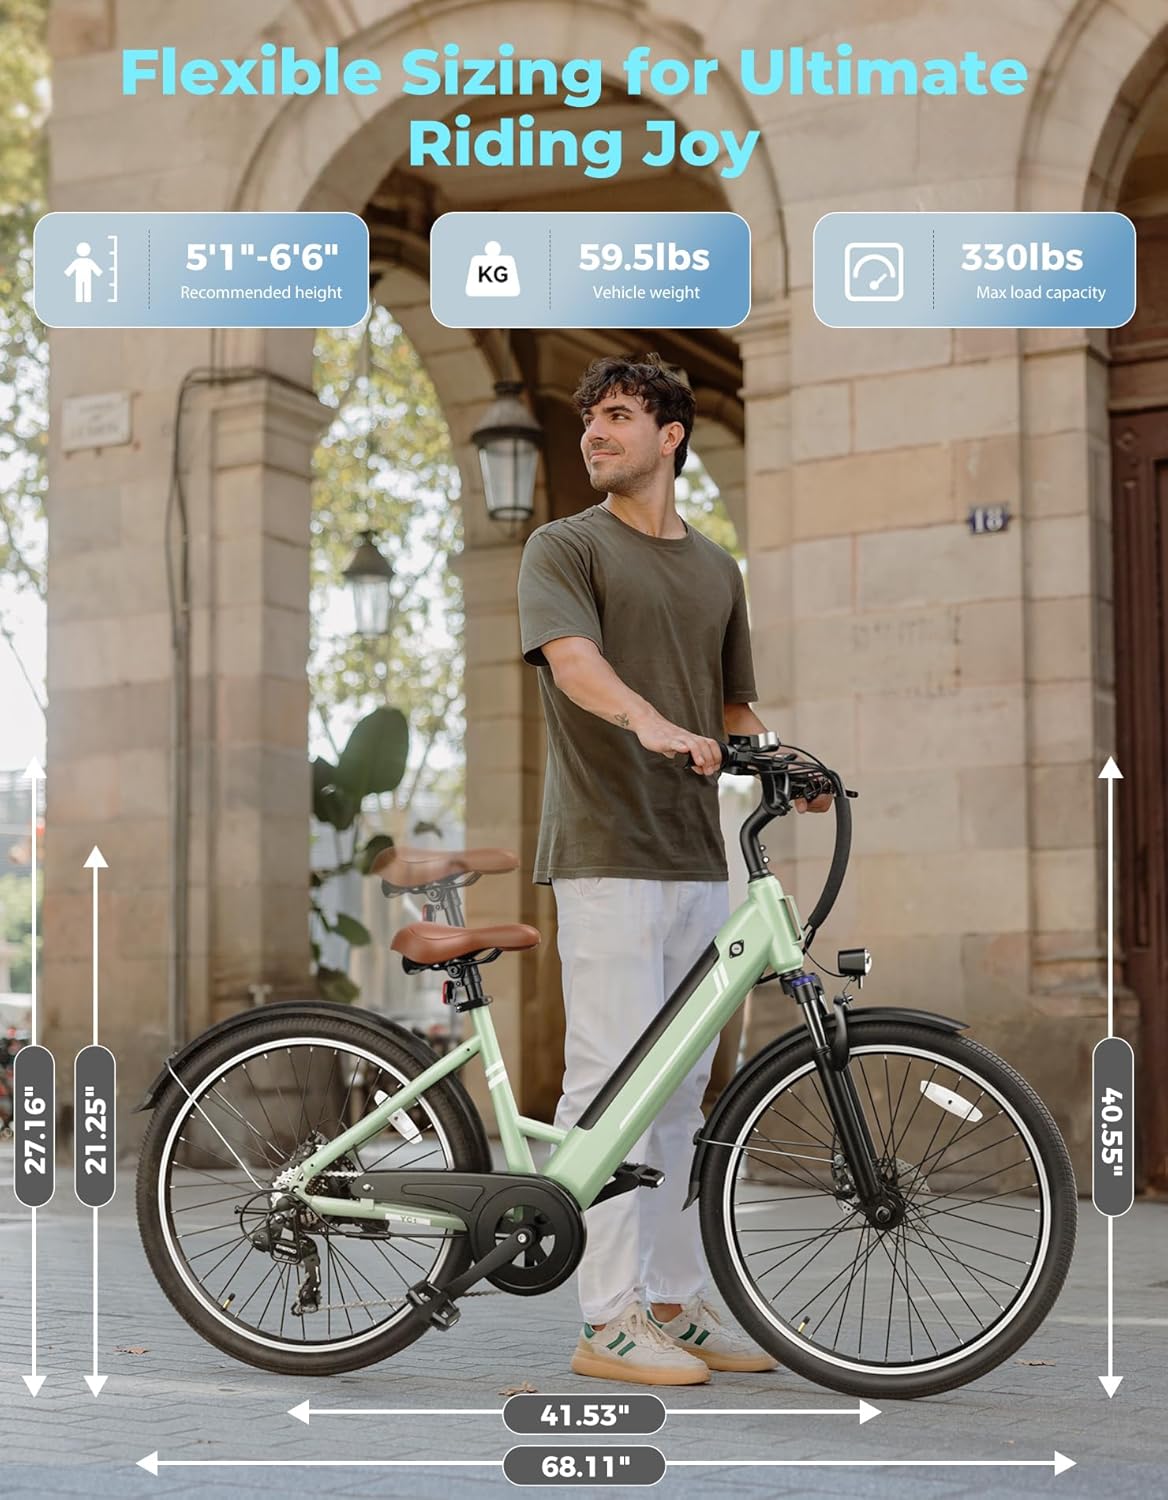 Flexible Sizing for Ultimate
Riding Joy
5'1"-6'6"
Recommended height
KG
59.5lbs
Vehicle weight
330lbs
Max load capacity
18
27.16"
21.25"
40.55"
YC1
41.53"
68.11"